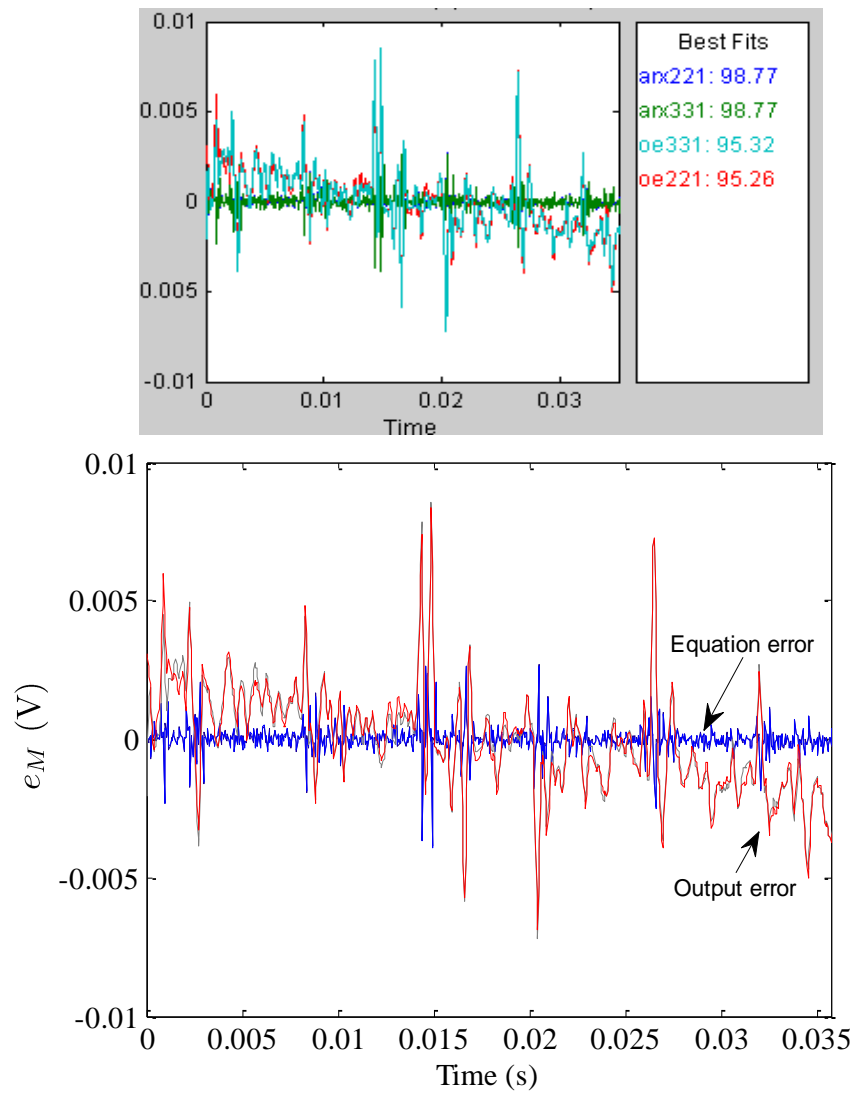 0.01
0.005
0
0.005
-0.01
0
0.01
0.02
0.03
Time
Best Fits
arx221: 98.77
arx331: 98.77
oe331: 95.32
oe221: 95.26
0.01
0.005
0
-0.005
-0.01
e_M (V)
Equation error
Output error
0
0.005
0.01
0.015
0.02
0.025
0.03
0.035
Time (s)